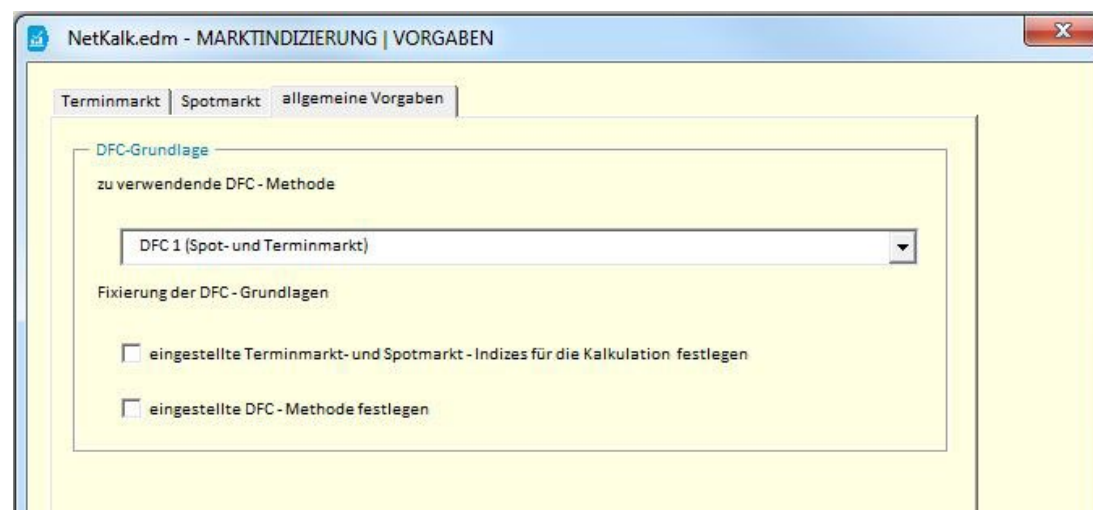 NetKalk.edm - MARKTINDIZIERUNG | VORGABEN
Terminmarkt Spotmarkt allgemeine Vorgaben
DFC-Grundlage
zu verwendende DFC - Methode
DFC 1 (Spot- und Terminmarkt)
Fixierung der DFC - Grundlagen
eingestellte Terminmarkt- und Spotmarkt - Indizes für die Kalkulation festlegen
eingestellte DFC - Methode festlegen